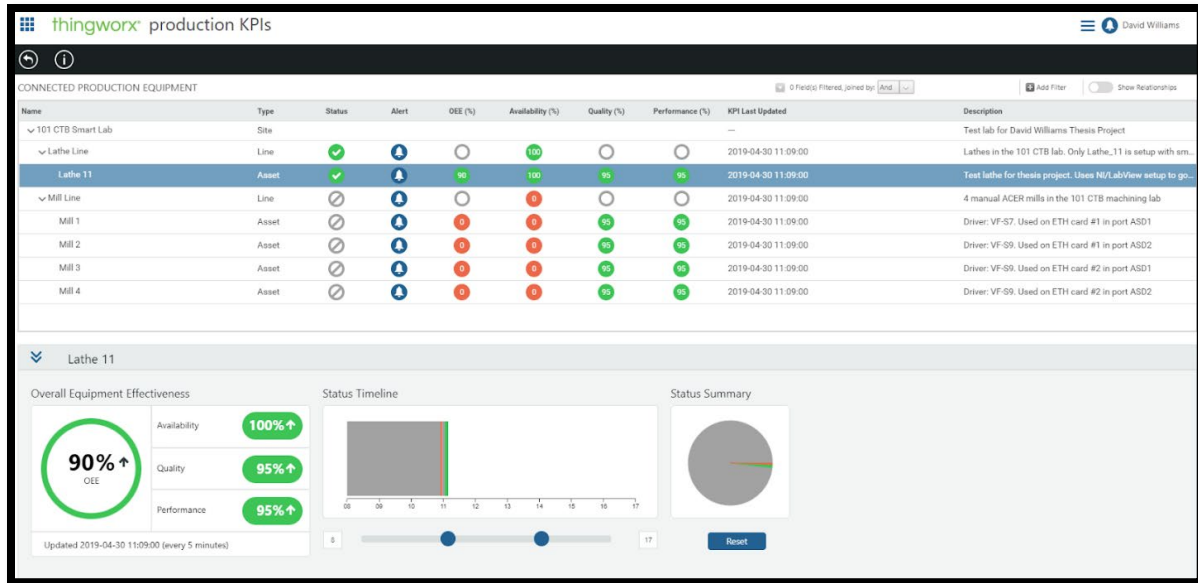 thingworx® production KPIs
David Williams
CONNECTED PRODUCTION EQUIPMENT 0 Field(s) Filtered, joined by: And Add Filter Show Relationships
Name Type Status Alert OEE (%) Availability (%) Quality (%) Performance (%) KPI Last Updated Description
101 CTB Smart Lab Site — Test lab for David Williams Thesis Project
Lathe Line Line 100 2019-04-30 11:09:00 Lathes in the 101 CTB lab. Only Lathe_11 is setup with sm...
Lathe 11 Asset 90 100 95 95 2019-04-30 11:09:00 Test lathe for thesis project. Uses NI/LabView setup to go...
Mill Line Line 0 2019-04-30 11:09:00 4 manual ACER mills in the 101 CTB machining lab
Mill 1 Asset 0 0 95 95 2019-04-30 11:09:00 Driver: VF-S7. Used on ETH card #1 in port ASD1
Mill 2 Asset 0 0 95 95 2019-04-30 11:09:00 Driver: VF-S9. Used on ETH card #1 in port ASD2
Mill 3 Asset 0 0 95 95 2019-04-30 11:09:00 Driver: VF-S9. Used on ETH card #2 in port ASD1
Mill 4 Asset 0 0 95 95 2019-04-30 11:09:00 Driver: VF-S9. Used on ETH card #2 in port ASD2
Lathe 11
Overall Equipment Effectiveness
90%
OEE
Availability 100%
Quality 95%
Performance 95%
Updated 2019-04-30 11:09:00 (every 5 minutes)
Status Timeline
08 09 10 11 12 13 14 15 16 17
17
Status Summary
Reset